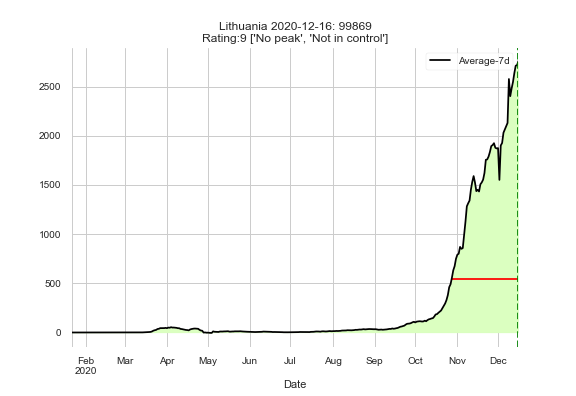 Lithuania 2020-12-16: 99869
Rating:9 ['No peak', 'Not in control']
Average-7d
2500
2000
1500
1000
500
0
Feb Mar Apr May Jun Jul Aug Sep Oct Nov Dec
2020
Date